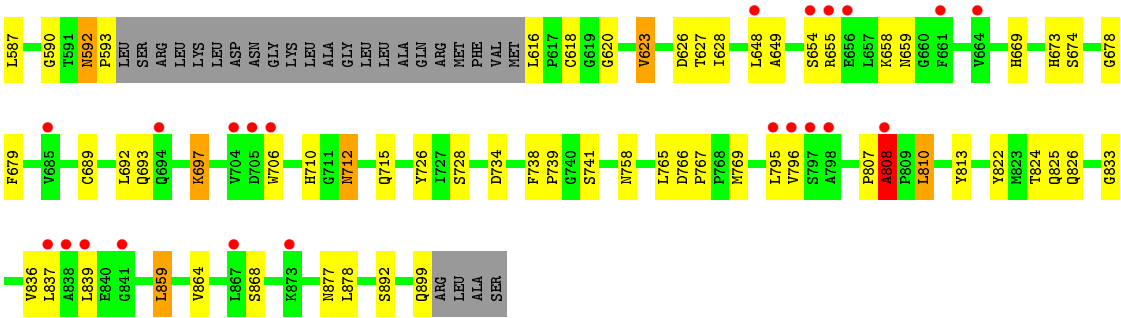 L587 G590 T591 N592 P593 LEU SER ARG LEU LYS LEU ASP ASN GLY LYS LEU ALA GLY LEU LEU ALA GLN ARG MET PHE VAL MET L616 P617 C618 G619 G620 V623 D626 T627 I628 L648 A649 S654 R655 E656 L657 K658 N659 G660 F661 V664 H669 H673 S674 G678
F679 V685 C689 L692 Q693 Q694 K697 V704 D705 W706 H710 G711 N712 Q715 Y726 I727 S728 D734 F738 P739 G740 S741 N758 L765 D766 P767 P768 M769 L795 V796 S797 A798 P807 A808 P809 L810 Y813 Y822 M823 T824 Q825 Q826 G833
V836 L837 A838 L839 E840 G841 L859 V864 L867 S868 K873 N877 L878 S892 Q899 ARG LEU ALA SER